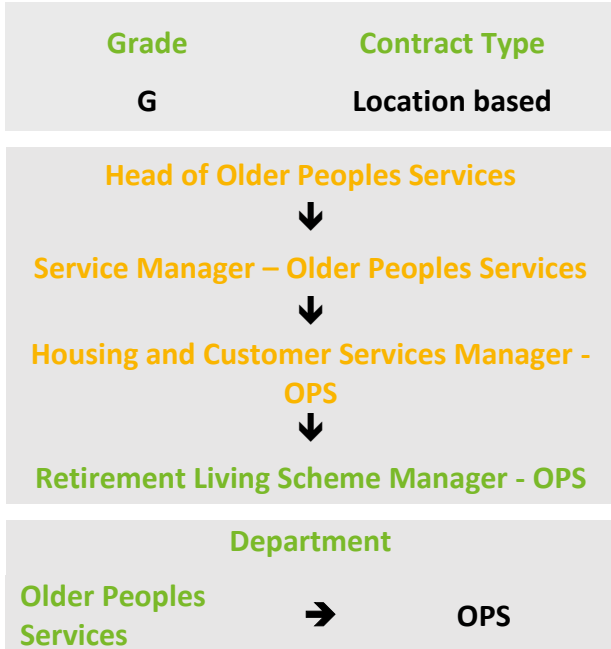 Grade Contract Type
G Location based
Head of Older Peoples Services
↓
Service Manager – Older Peoples Services
↓
Housing and Customer Services Manager -
OPS
↓
Retirement Living Scheme Manager - OPS
Department
Older Peoples
Services → OPS